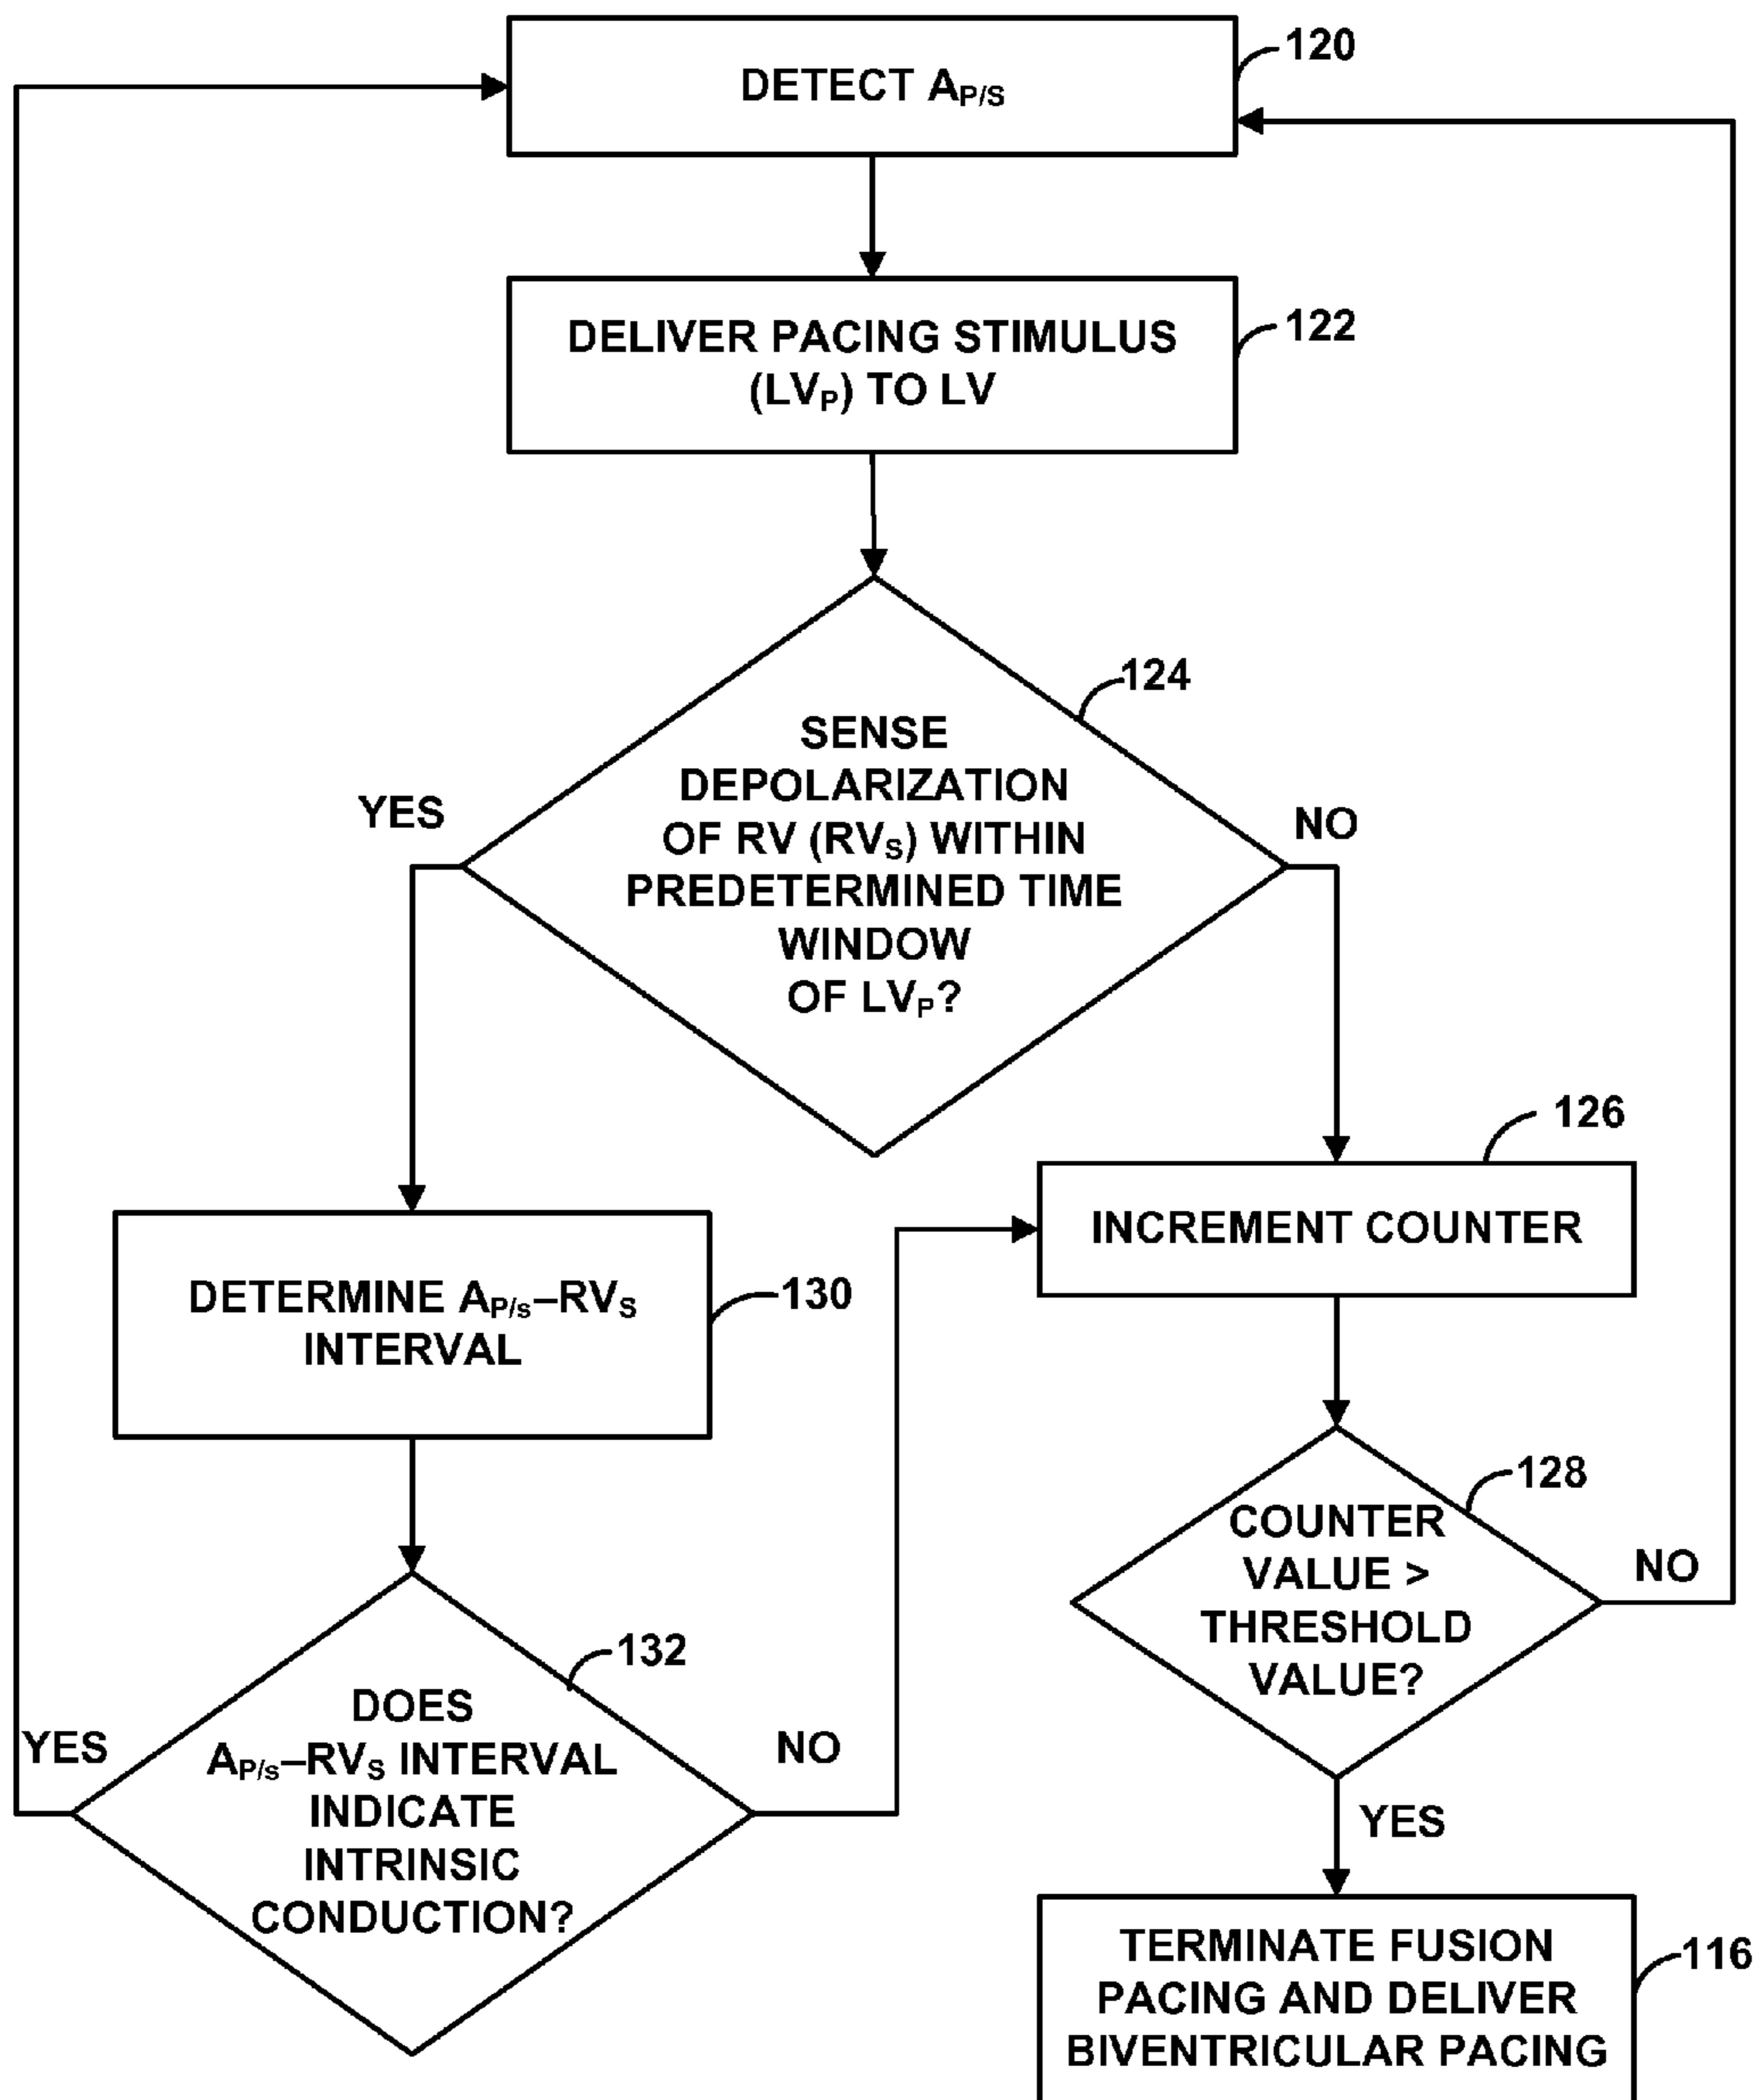 DETECT AP/S
120
DELIVER PACING STIMULUS
(LVP) TO LV
122
124
SENSE
DEPOLARIZATION
OF RV (RVS) WITHIN
PREDETERMINED TIME
WINDOW
OF LVP?
YES
NO
126
INCREMENT COUNTER
DETERMINE AP/s–RVS
INTERVAL
130
128
COUNTER
VALUE >
THRESHOLD
VALUE?
NO
132
DOES
AP/s–RVS INTERVAL
INDICATE
INTRINSIC
CONDUCTION?
YES
NO
YES
TERMINATE FUSION
PACING AND DELIVER
BIVENTRICULAR PACING
116